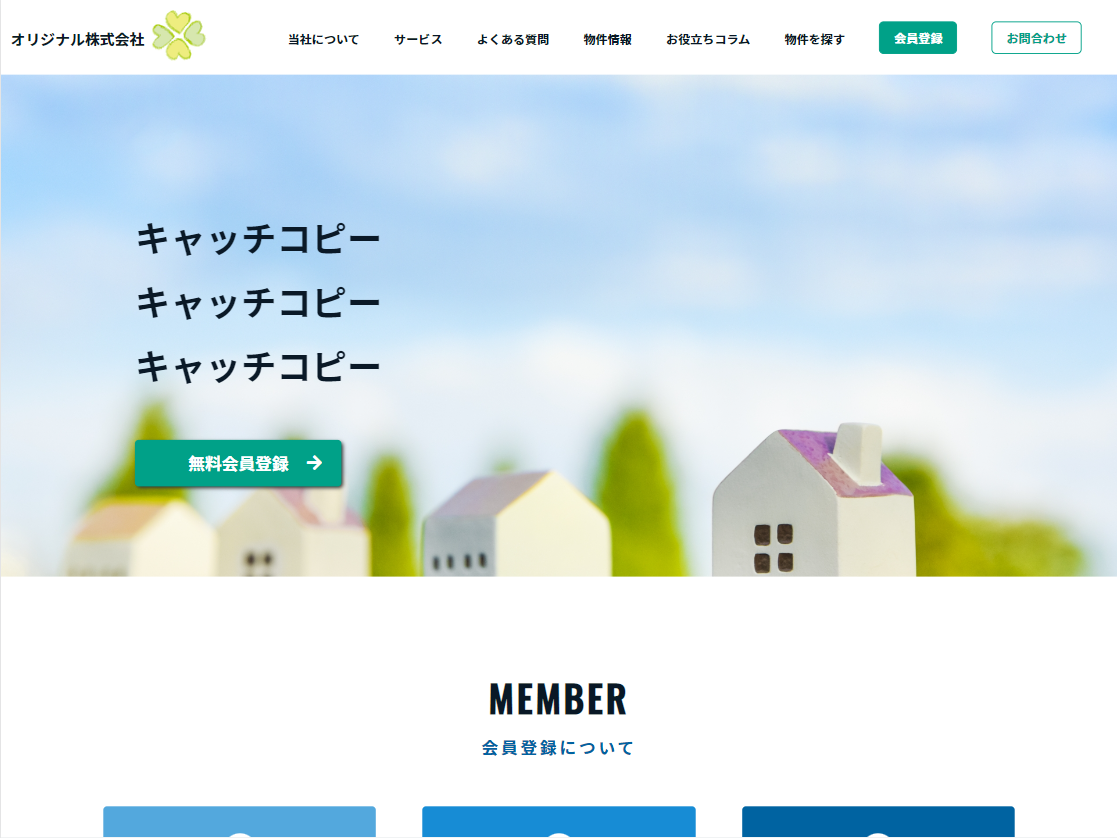 オリジナル株式会社
当社について
サービス
よくある質問
物件情報
お役立ちコラム
物件を探す
会員登録
お問合わせ
キャッチコピー
キャッチコピー
キャッチコピー
無料会員登録
MEMBER
会員登録について